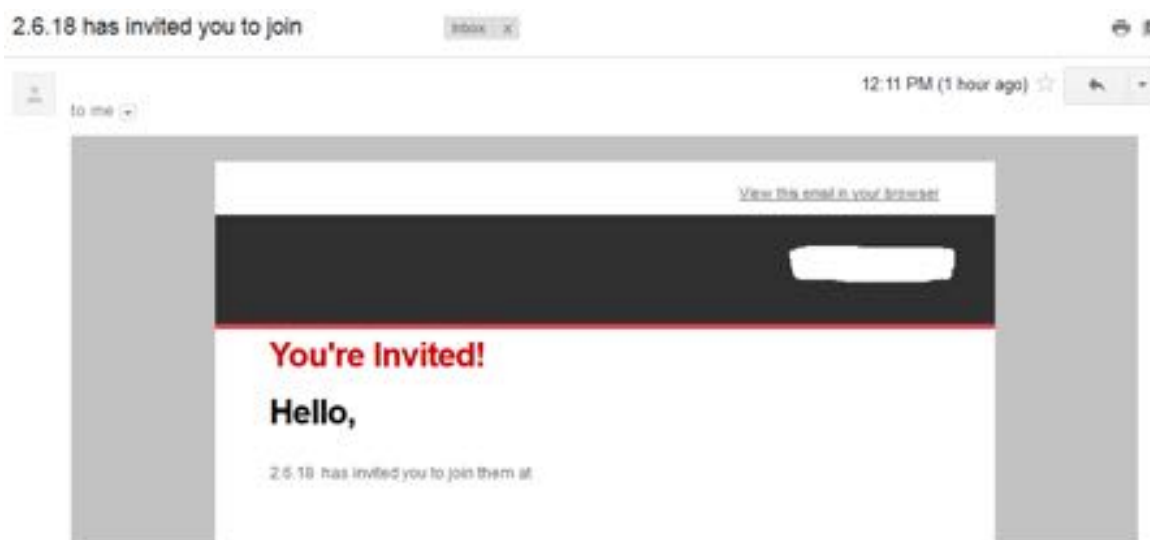 2.6.18 has invited you to join
Inbox x
12:11 PM (1 hour ago)
to me
View this email in your browser
You're Invited!
Hello,
2.6.18 has invited you to join them at